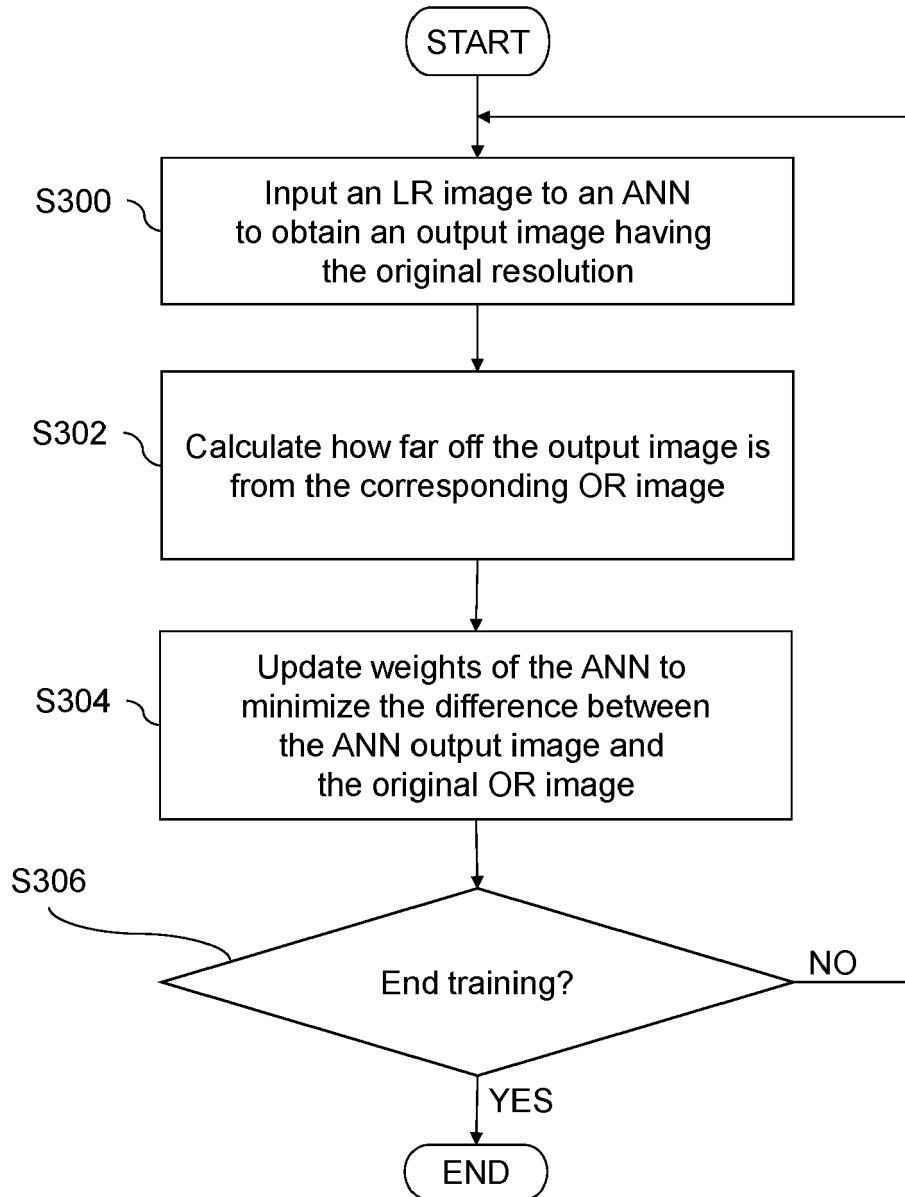 START
S300
Input an LR image to an ANN
to obtain an output image having
the original resolution
S302
Calculate how far off the output image is
from the corresponding OR image
S304
Update weights of the ANN to
minimize the difference between
the ANN output image and
the original OR image
S306
End training?
NO
YES
END